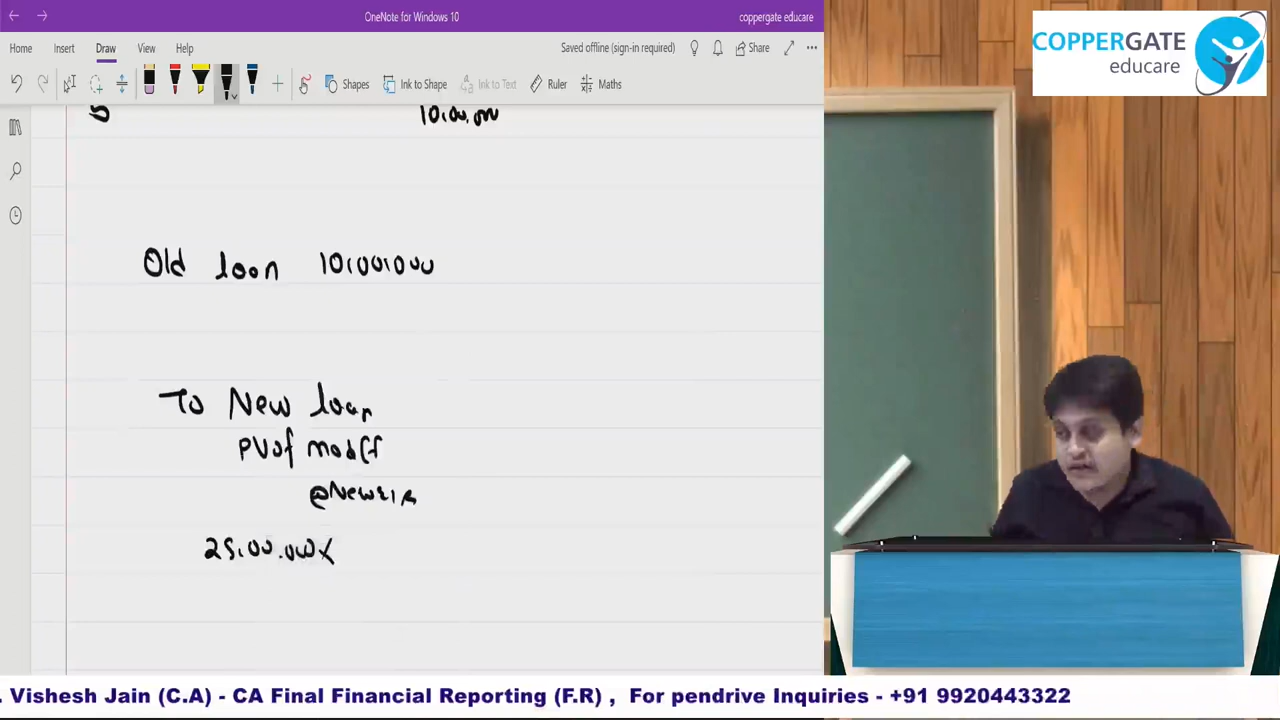 OneNote for Windows 10
coppergate educare
Home Insert Draw View Help
Saved offline (sign-in required)
Share
Shapes
Ink to Shape
Ink to Text
Ruler
Maths
COPPERGATE
educare
5 10,00,000
Old loan 10,00,000
To New loan
PV of mod CF
@New EIR
25,00,000 x
. Vishesh Jain (C.A) - CA Final Financial Reporting (F.R) , For pendrive Inquiries - +91 9920443322